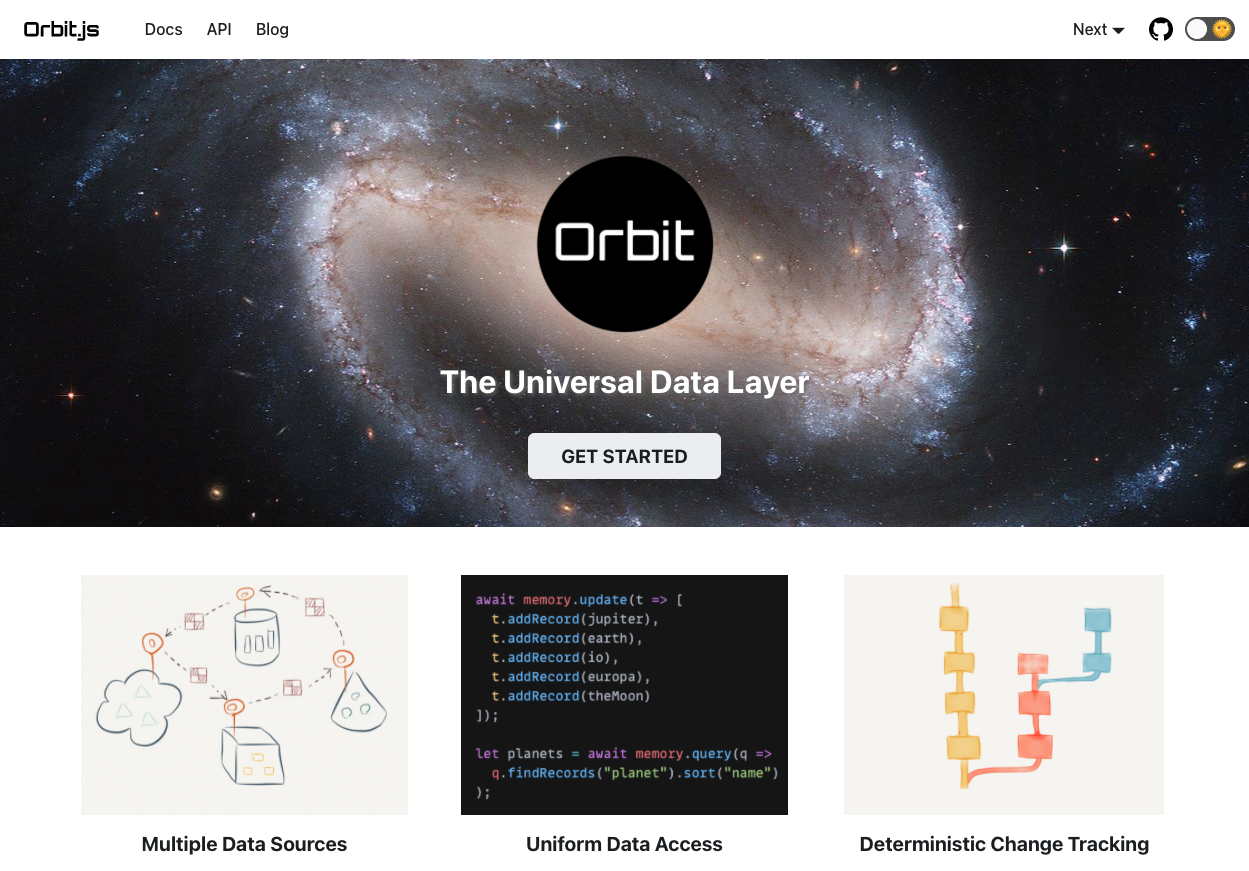 Orbit.js
Docs
API
Blog
Next
Orbit
The Universal Data Layer
GET STARTED
await memory.update(t => [
  t.addRecord(jupiter),
  t.addRecord(earth),
  t.addRecord(io),
  t.addRecord(europa),
  t.addRecord(theMoon)
]);
let planets = await memory.query(q =>
  q.findRecords("planet").sort("name")
);
Multiple Data Sources
Uniform Data Access
Deterministic Change Tracking